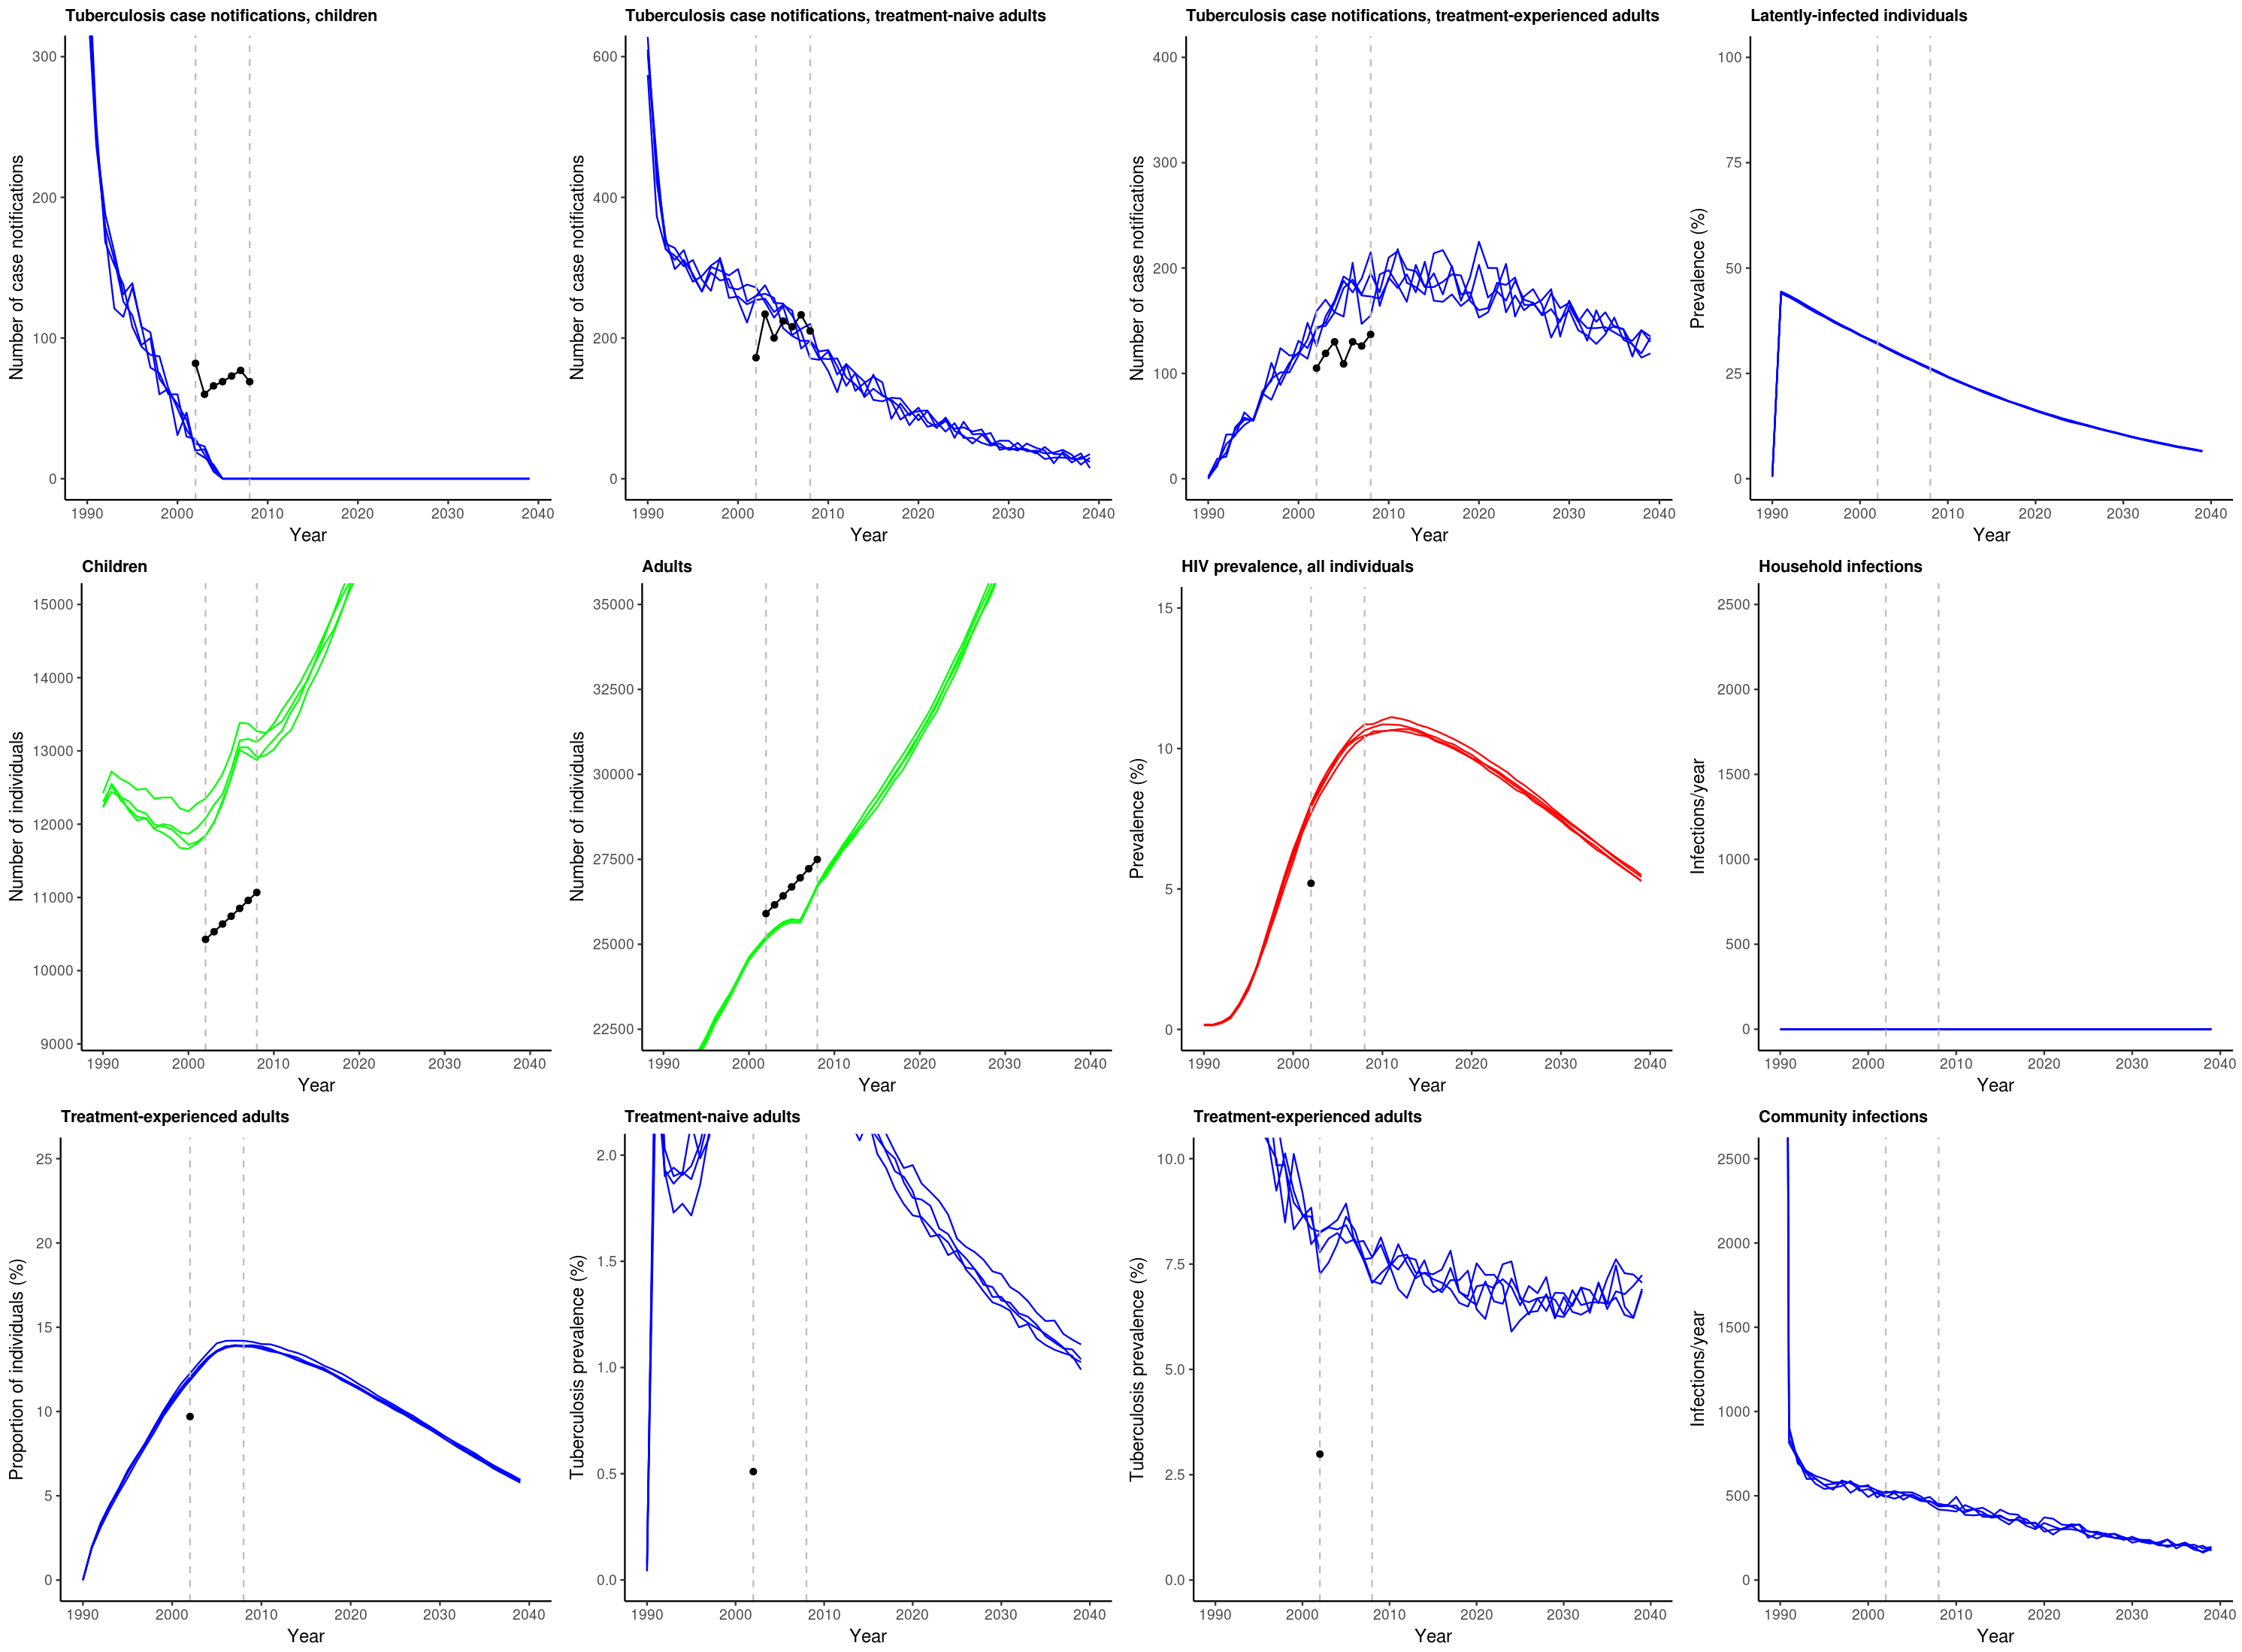 Tuberculosis case notifications, children
Number of case notifications
300
200
100
0
1990 2000 2010 2020 2030 2040
Year
Tuberculosis case notifications, treatment-naive adults
Number of case notifications
600
400
200
0
1990 2000 2010 2020 2030 2040
Year
Tuberculosis case notifications, treatment-experienced adults
Number of case notifications
400
300
200
100
0
1990 2000 2010 2020 2030 2040
Year
Latently-infected individuals
Prevalence (%)
100
75
50
25
0
1990 2000 2010 2020 2030 2040
Year
Children
Number of individuals
15000
14000
13000
12000
11000
10000
9000
1990 2000 2010 2020 2030 2040
Year
Adults
Number of individuals
35000
32500
30000
27500
25000
22500
1990 2000 2010 2020 2030 2040
Year
HIV prevalence, all individuals
Prevalence (%)
15
10
5
0
1990 2000 2010 2020 2030 2040
Year
Household infections
Infections/year
2500
2000
1500
1000
500
0
1990 2000 2010 2020 2030 2040
Year
Treatment-experienced adults
Proportion of individuals (%)
25
20
15
10
5
0
1990 2000 2010 2020 2030 2040
Year
Treatment-naive adults
Tuberculosis prevalence (%)
2.0
1.5
1.0
0.5
0.0
1990 2000 2010 2020 2030 2040
Year
Treatment-experienced adults
Tuberculosis prevalence (%)
10.0
7.5
5.0
2.5
0.0
1990 2000 2010 2020 2030 2040
Year
Community infections
Infections/year
2500
2000
1500
1000
500
0
1990 2000 2010 2020 2030 2040
Year